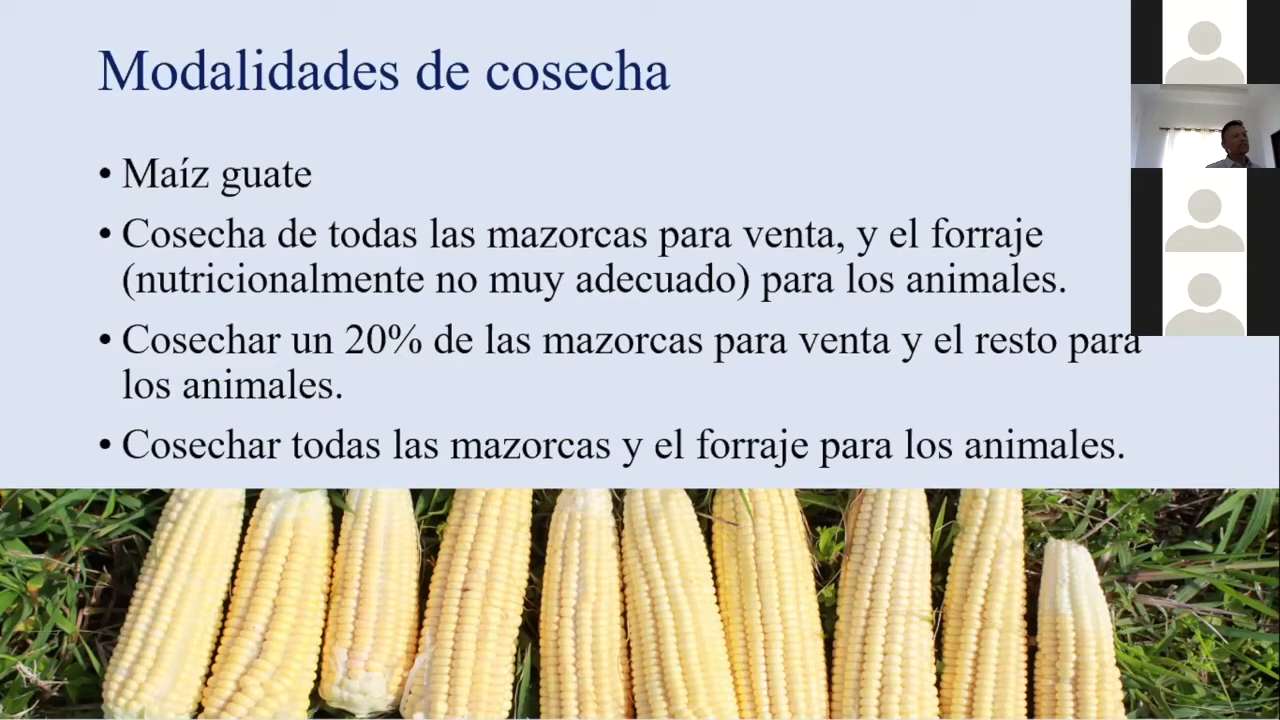 Modalidades de cosecha
• Maíz guate
• Cosecha de todas las mazorcas para venta, y el forraje
(nutricionalmente no muy adecuado) para los animales.
• Cosechar un 20% de las mazorcas para venta y el resto para
los animales.
• Cosechar todas las mazorcas y el forraje para los animales.